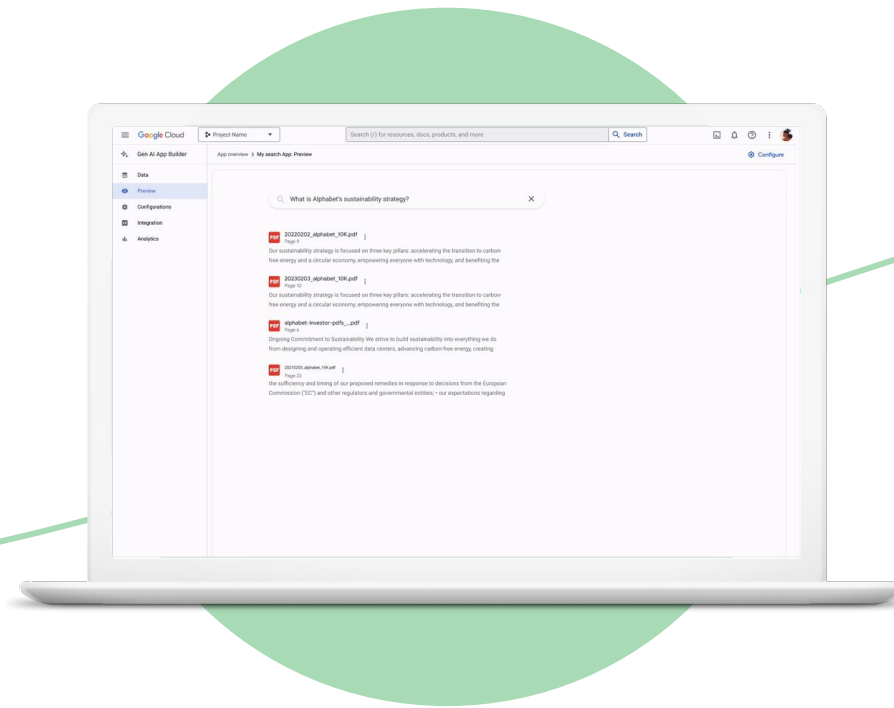 Google Cloud
Project Name
Search (/) for resources, docs, products, and more
Search
Gen AI App Builder
App overview > My search App: Preview
Configure
Data
Preview
Configurations
Integration
Analytics
What is Alphabet's sustainability strategy?
PDF
20220202_alphabet_10K.pdf
Page 9
Our sustainability strategy is focused on three key pillars: accelerating the transition to carbon-
free energy and a circular economy, empowering everyone with technology, and benefiting the
PDF
20230203_alphabet_10K.pdf
Page 10
Our sustainability strategy is focused on three key pillars: accelerating the transition to carbon-
free energy and a circular economy, empowering everyone with technology, and benefiting the
PDF
alphabet-investor-pdfs_...pdf
Page 6
Ongoing Commitment to Sustainability We strive to build sustainability into everything we do
from designing and operating efficient data centers, advancing carbon-free energy, creating
PDF
20210203_alphabet_10K.pdf
Page 22
the sufficiency and timing of our proposed remedies in response to decisions from the European
Commission ("EC") and other regulators and governmental entities; • our expectations regarding